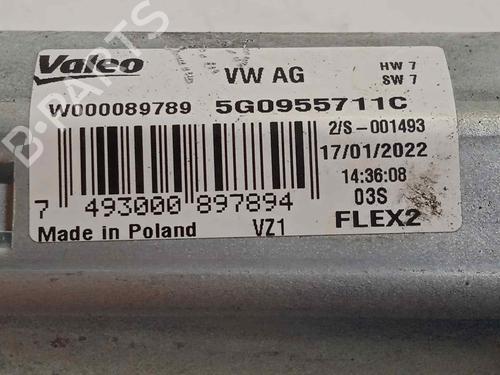 Valeo
VW AG
HW 7
SW 7
W000089789
5G0955711C
2/S-001493
17/01/2022
14:36:08
03S
7 493000 897894
Made in Poland
VZ1
FLEX2
B-PARTS